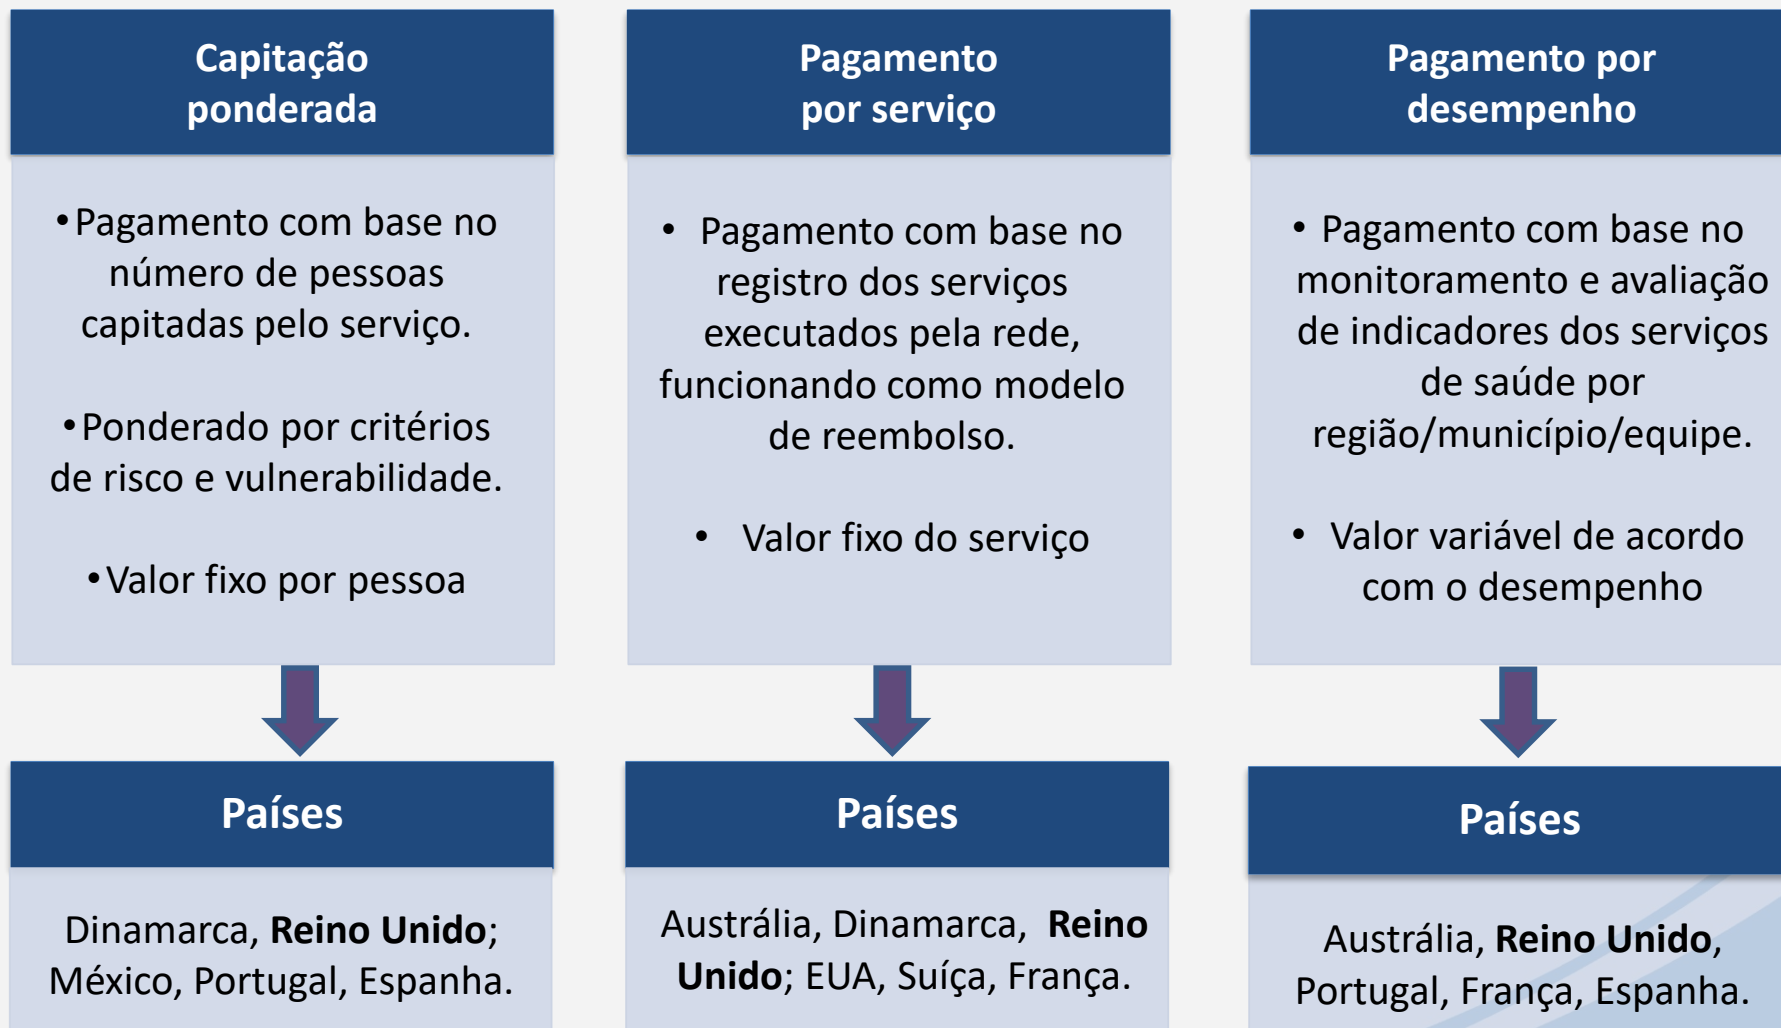 Capitação
ponderada
•Pagamento com base no
número de pessoas
capitadas pelo serviço.
•Ponderado por critérios
de risco e vulnerabilidade.
•Valor fixo por pessoa
Países
Dinamarca, Reino Unido;
México, Portugal, Espanha.
Pagamento
por serviço
• Pagamento com base no
registro dos serviços
executados pela rede,
funcionando como modelo
de reembolso.
• Valor fixo do serviço
Países
Austrália, Dinamarca, Reino
Unido; EUA, Suíça, França.
Pagamento por
desempenho
• Pagamento com base no
monitoramento e avaliação
de indicadores dos serviços
de saúde por
região/município/equipe.
• Valor variável de acordo
com o desempenho
Países
Austrália, Reino Unido,
Portugal, França, Espanha.